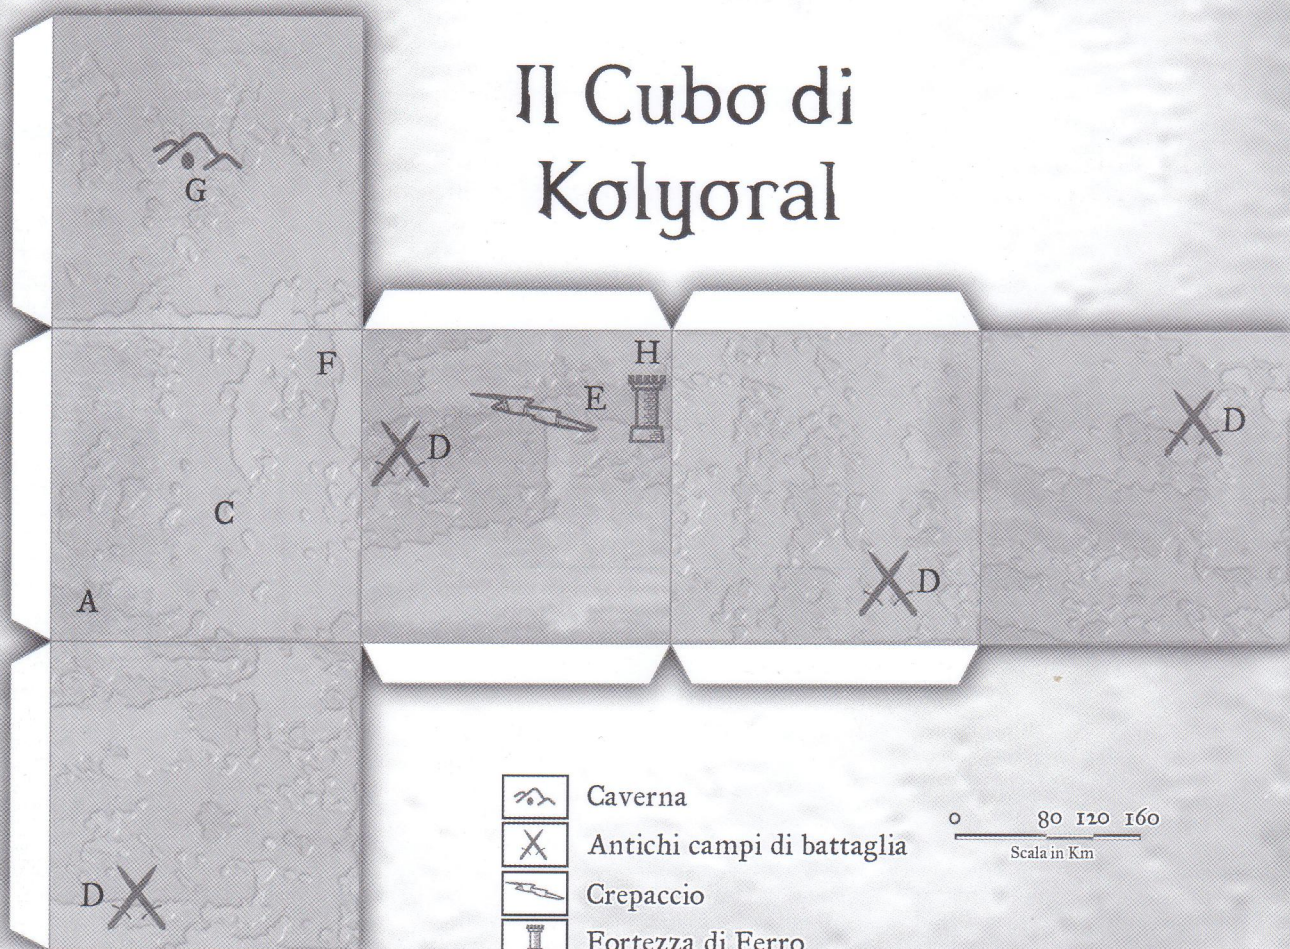 Il Cubo di
Kolyoral
G
F
H
E
D
D
D
C
A
D
Caverna
Antichi campi di battaglia
Crepaccio
Fortezza di Ferro
0 80 120 160
Scala in Km